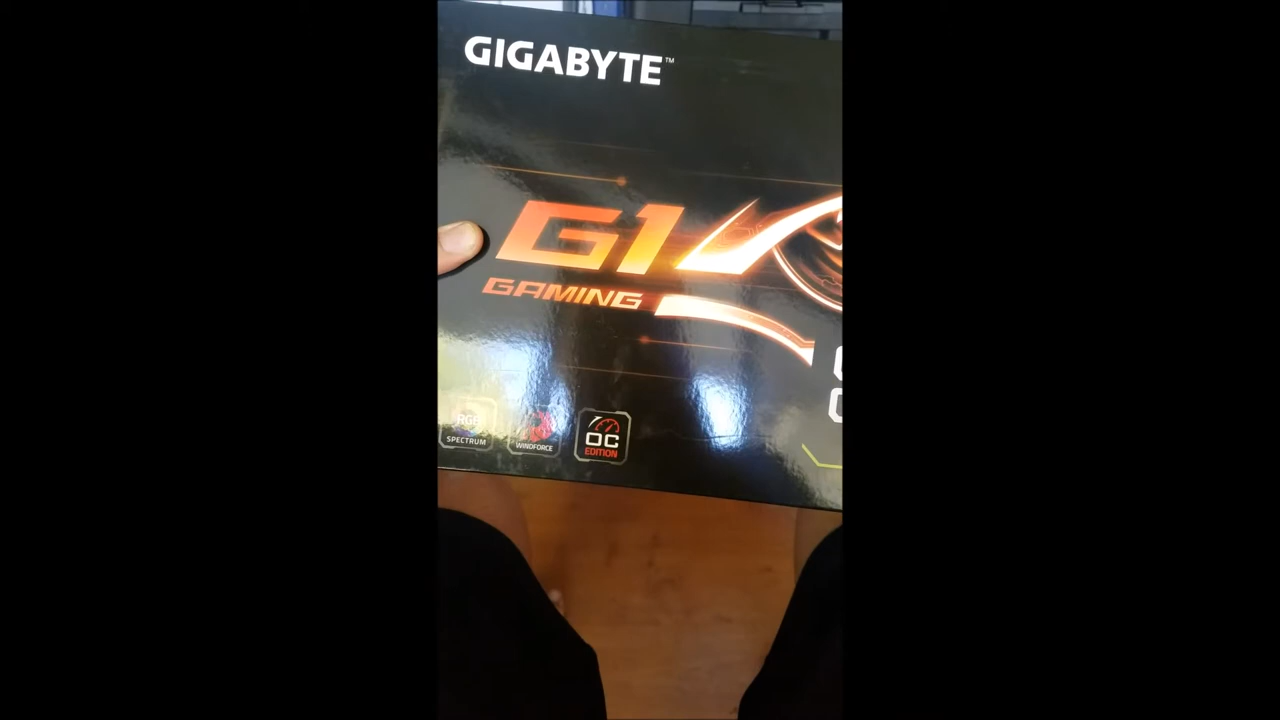 GIGABYTE™
G1
GAMING
RGB
SPECTRUM
WINDFORCE
OC
EDITION